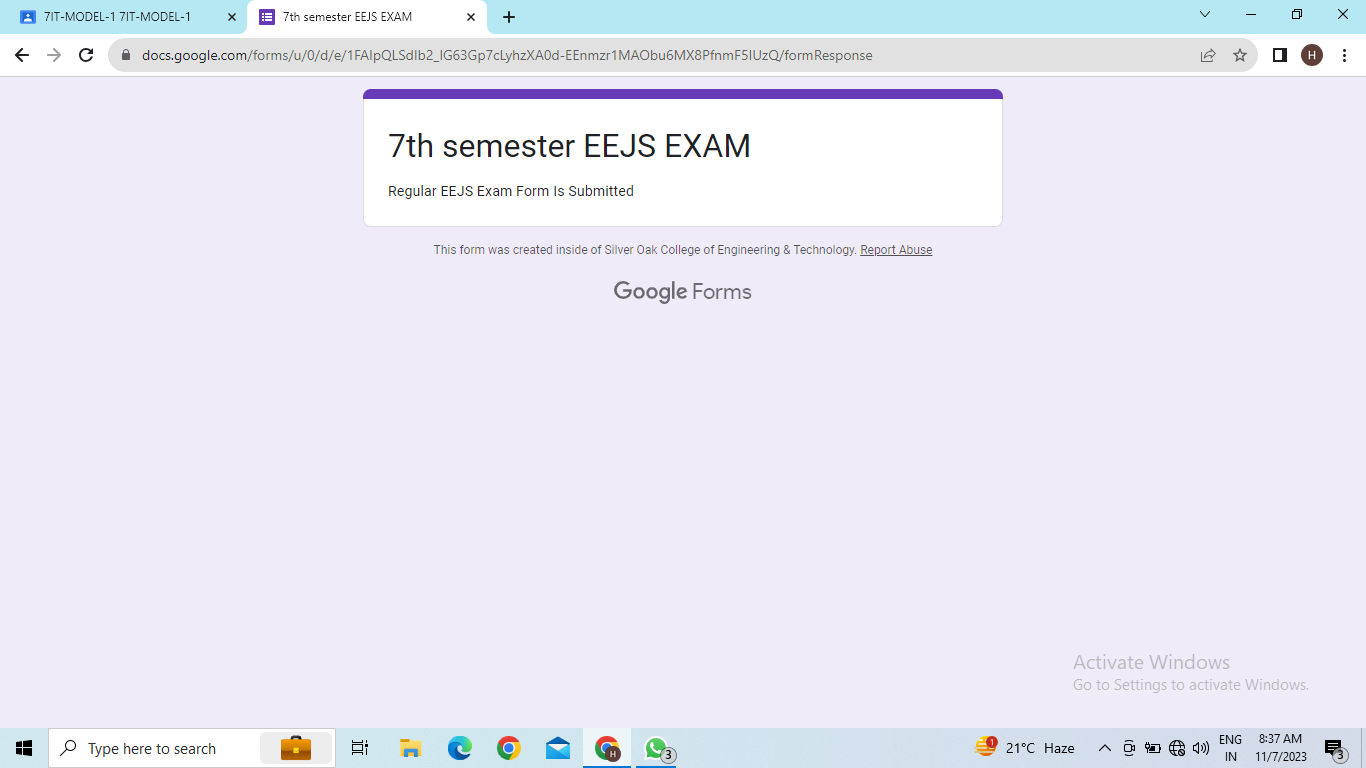 7IT-MODEL-1 7IT-MODEL-1
7th semester EEJS EXAM
docs.google.com/forms/u/0/d/e/1FAIpQLSdIb2_lG63Gp7cLyhzXA0d-EEnmzr1MAObu6MX8PfnmF5IUzQ/formResponse
H
7th semester EEJS EXAM
Regular EEJS Exam Form Is Submitted
This form was created inside of Silver Oak College of Engineering & Technology. Report Abuse
Google Forms
Activate Windows
Go to Settings to activate Windows.
Type here to search
H
3
1
21°C Haze
ENG
IN
8:37 AM
11/7/2023
3